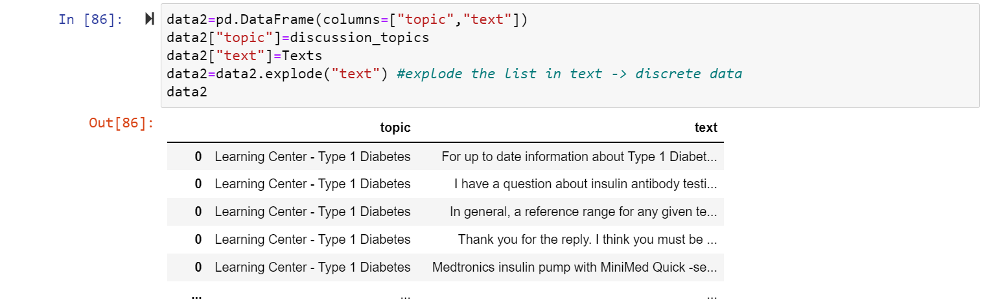 In [86]: data2=pd.DataFrame(columns=["topic","text"])
data2["topic"]=discussion_topics
data2["text"]=Texts
data2=data2.explode("text") #explode the list in text -> discrete data
data2
Out[86]:
topic text
0 Learning Center - Type 1 Diabetes For up to date information about Type 1 Diabet...
0 Learning Center - Type 1 Diabetes I have a question about insulin antibody testi...
0 Learning Center - Type 1 Diabetes In general, a reference range for any given te...
0 Learning Center - Type 1 Diabetes Thank you for the reply. I think you must be ...
0 Learning Center - Type 1 Diabetes Medtronics insulin pump with MiniMed Quick -se...
... ... ...